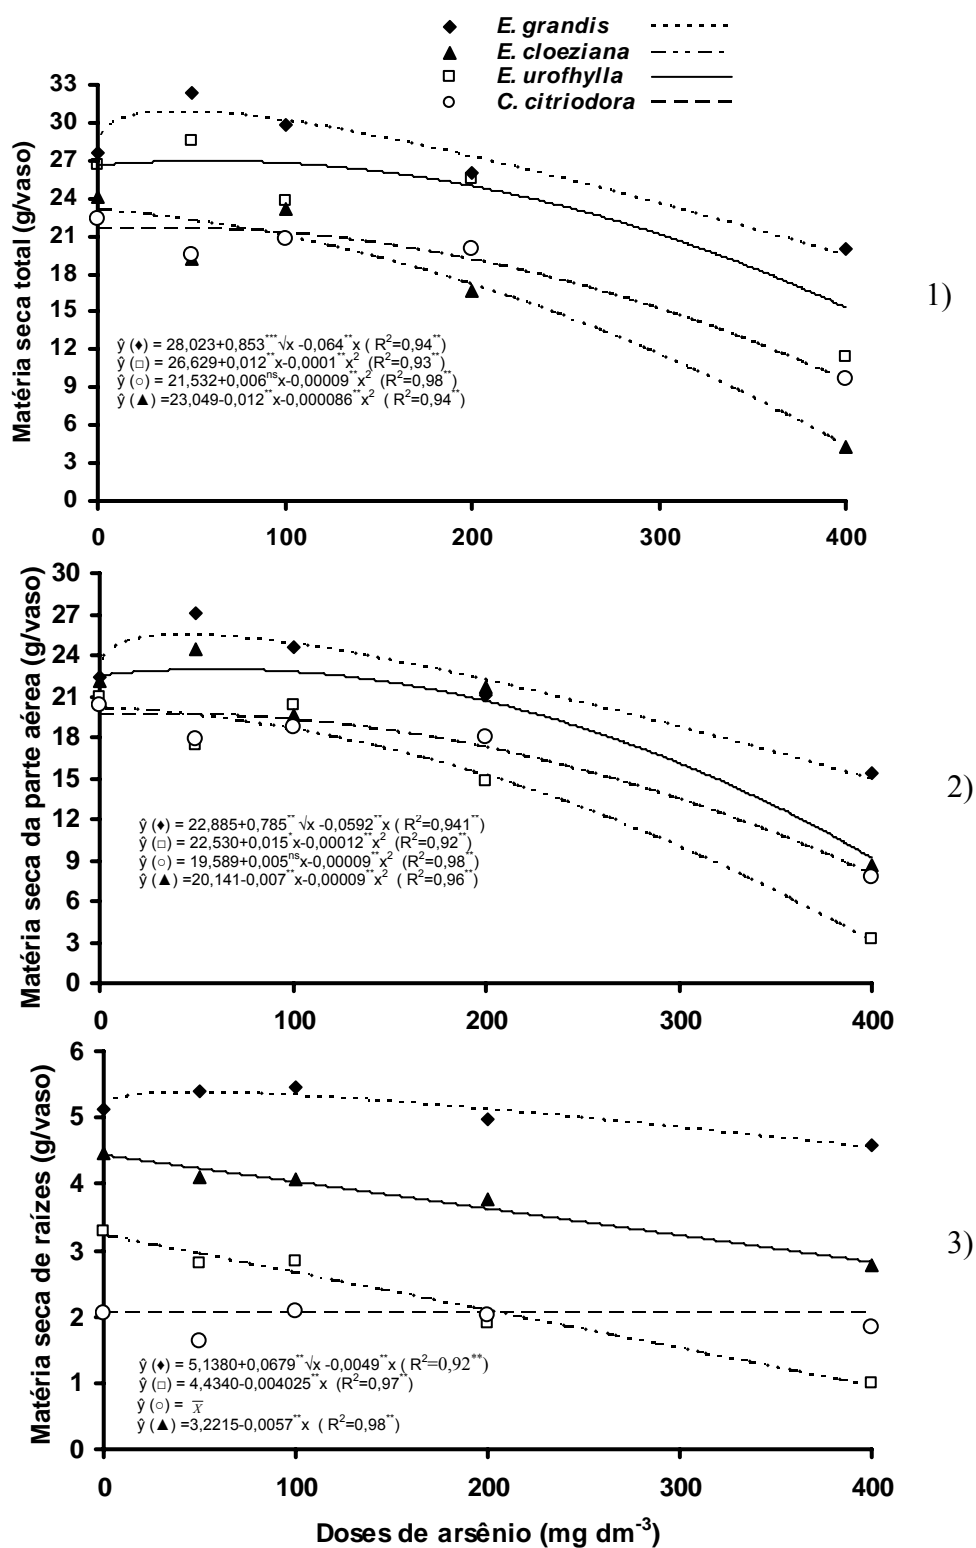 E. grandis
E. cloeziana
E. urofhylla
C. citriodora
Matéria seca total (g/vaso)
33
30
27
24
21
18
15
12
9
6
3
0
ŷ (♦) = 28,023+0,853***√x -0,064**x ( R²=0,94**)
ŷ (□) = 26,629+0,012**x-0,0001**x² (R²=0,93**)
ŷ (○) = 21,532+0,006ⁿˢx-0,00009**x² (R²=0,98**)
ŷ (▲) =23,049-0,012**x-0,000086**x² ( R²=0,94**)
0 100 200 300 400
1)
Matéria seca da parte aérea (g/vaso)
30
27
24
21
18
15
12
9
6
3
0
ŷ (♦) = 22,885+0,785** √x -0,0592**x ( R²=0,941**)
ŷ (□) = 22,530+0,015*x-0,00012**x² (R²=0,92**)
ŷ (○) = 19,589+0,005ⁿˢx-0,00009**x² (R²=0,98**)
ŷ (▲) =20,141-0,007**x-0,00009**x² ( R²=0,96**)
0 100 200 300 400
2)
Matéria seca de raízes (g/vaso)
6
5
4
3
2
1
0
ŷ (♦) = 5,1380+0,0679**√x -0,0049**x ( R²=0,92**)
ŷ (□) = 4,4340-0,004025**x (R²=0,97**)
ŷ (○) = x̅
ŷ (▲) =3,2215-0,0057**x ( R²=0,98**)
0 100 200 300 400
3)
Doses de arsênio (mg dm⁻³)